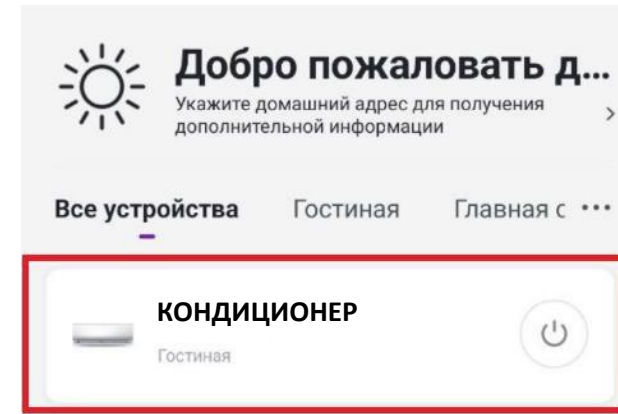 Добро пожаловать д...
Укажите домашний адрес для получения
дополнительной информации
Все устройства Гостиная Главная с
КОНДИЦИОНЕР
Гостиная